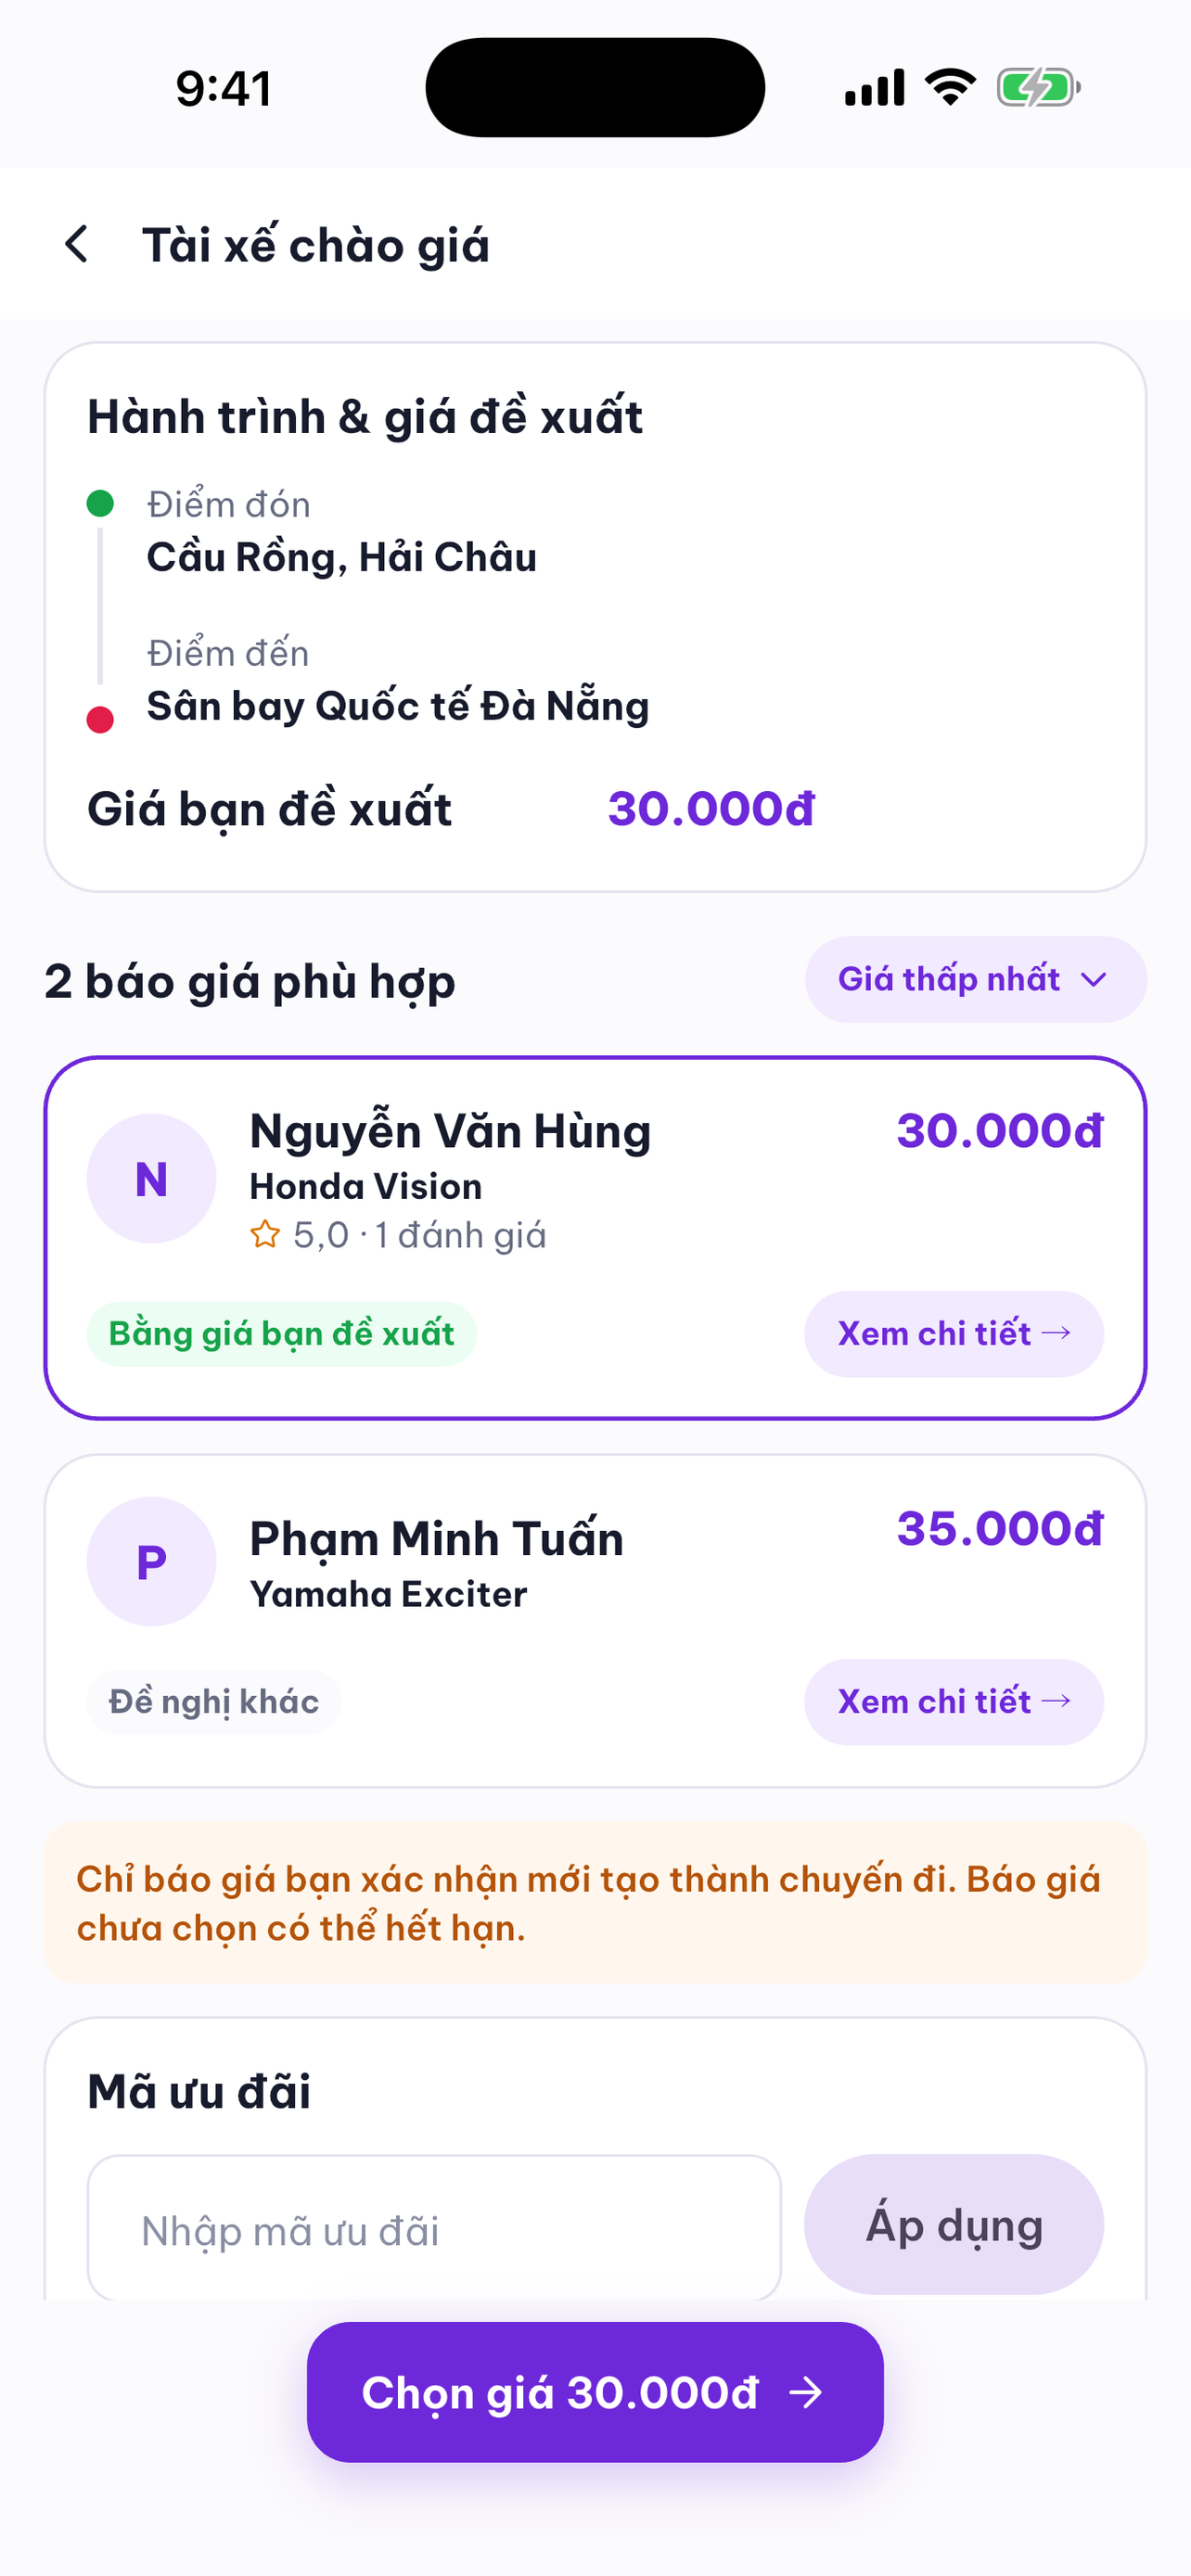 9:41
Tài xế chào giá
Hành trình & giá đề xuất
Điểm đón
Cầu Rồng, Hải Châu
Điểm đến
Sân bay Quốc tế Đà Nẵng
Giá bạn đề xuất 30.000đ
2 báo giá phù hợp
Giá thấp nhất
N
Nguyễn Văn Hùng
30.000đ
Honda Vision
5,0 · 1 đánh giá
Bằng giá bạn đề xuất
Xem chi tiết →
P
Phạm Minh Tuấn
35.000đ
Yamaha Exciter
Đề nghị khác
Xem chi tiết →
Chỉ báo giá bạn xác nhận mới tạo thành chuyến đi. Báo giá
chưa chọn có thể hết hạn.
Mã ưu đãi
Nhập mã ưu đãi
Áp dụng
Chọn giá 30.000đ →